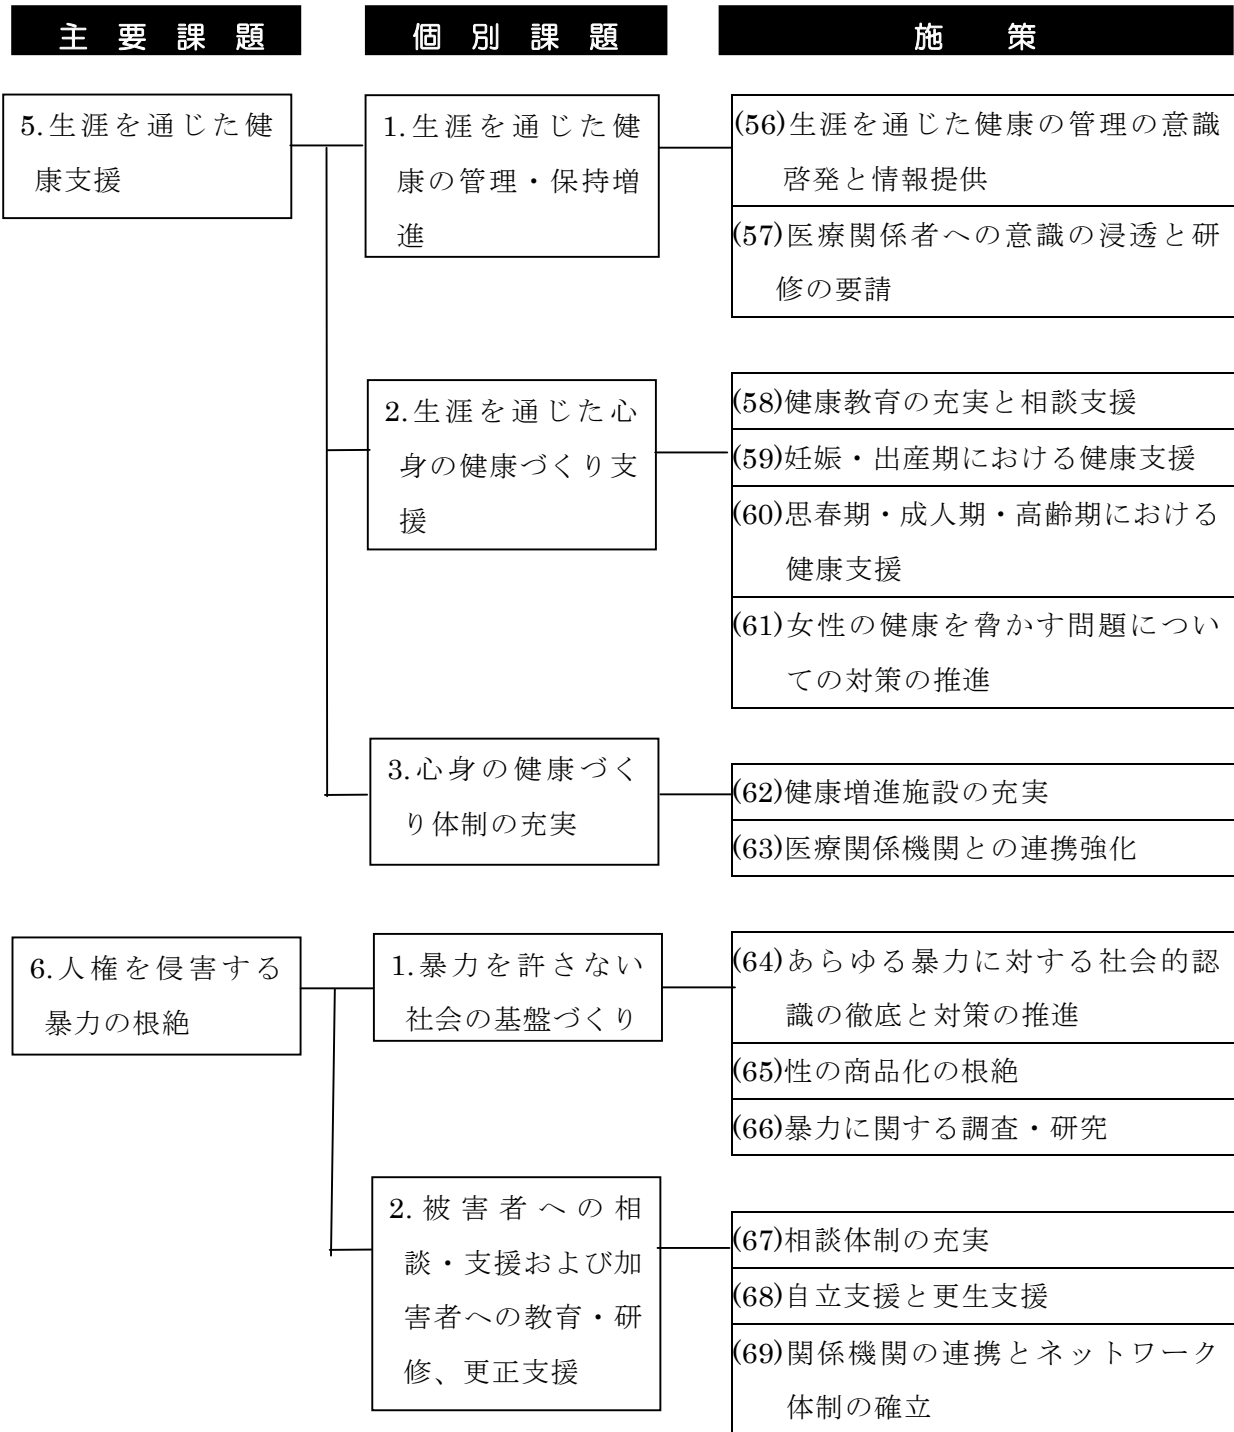 主要課題
個別課題
施策
5.生涯を通じた健
康支援
1.生涯を通じた健
康の管理・保持増
進
(56)生涯を通じた健康の管理の意識
啓発と情報提供
(57)医療関係者への意識の浸透と研
修の要請
2.生涯を通じた心
身の健康づくり支
援
(58)健康教育の充実と相談支援
(59)妊娠・出産期における健康支援
(60)思春期・成人期・高齢期における
健康支援
(61)女性の健康を脅かす問題につい
ての対策の推進
3.心身の健康づく
り体制の充実
(62)健康増進施設の充実
(63)医療関係機関との連携強化
6.人権を侵害する
暴力の根絶
1.暴力を許さない
社会の基盤づくり
(64)あらゆる暴力に対する社会的認
識の徹底と対策の推進
(65)性の商品化の根絶
(66)暴力に関する調査・研究
2.被害者への相
談・支援および加
害者への教育・研
修、更正支援
(67)相談体制の充実
(68)自立支援と更生支援
(69)関係機関の連携とネットワーク
体制の確立